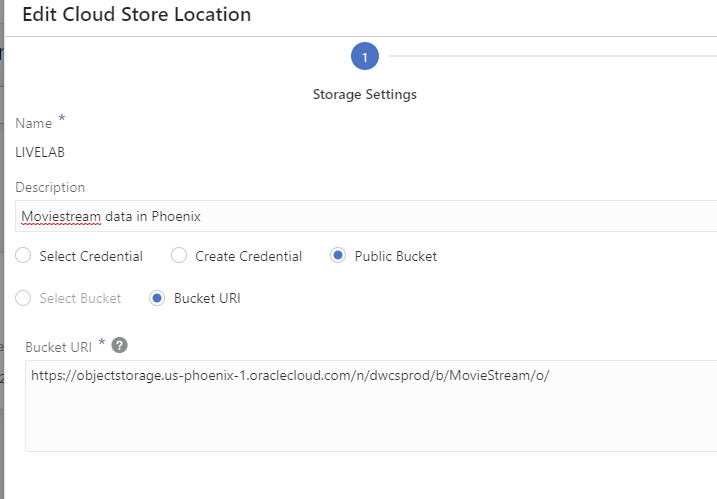 Edit Cloud Store Location
1
Storage Settings
Name *
LIVELAB
Description
Moviestream data in Phoenix
Select Credential Create Credential Public Bucket
Select Bucket Bucket URI
Bucket URI * ?
https://objectstorage.us-phoenix-1.oraclecloud.com/n/dwcsprod/b/MovieStream/o/